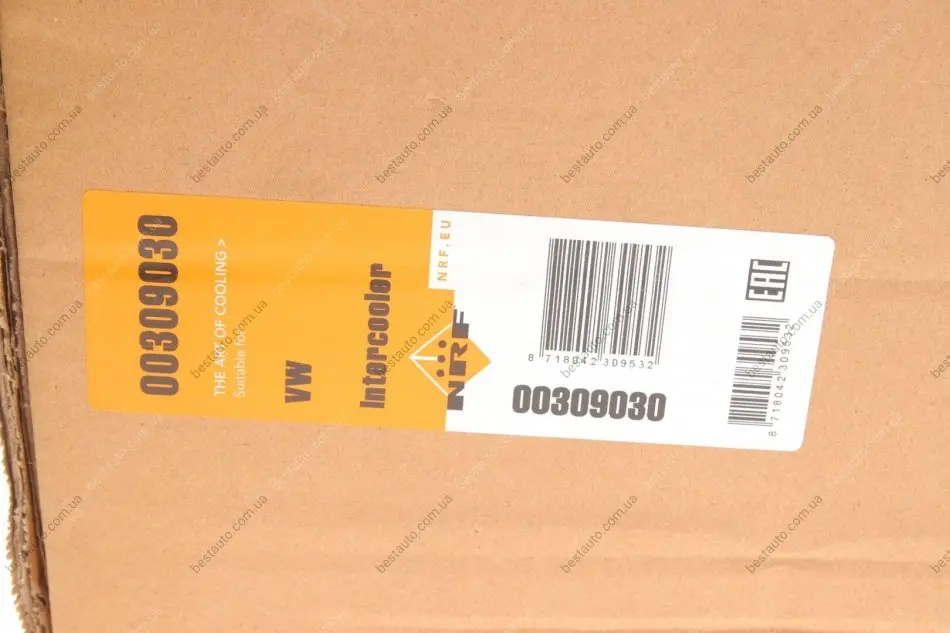 00309030
THE ART OF COOLING >
Suitable for:
VW
Intercooler
NRF.EU
NRF
8 718042 309532
00309030
EAC
8 718042 309532
bestauto.com.ua